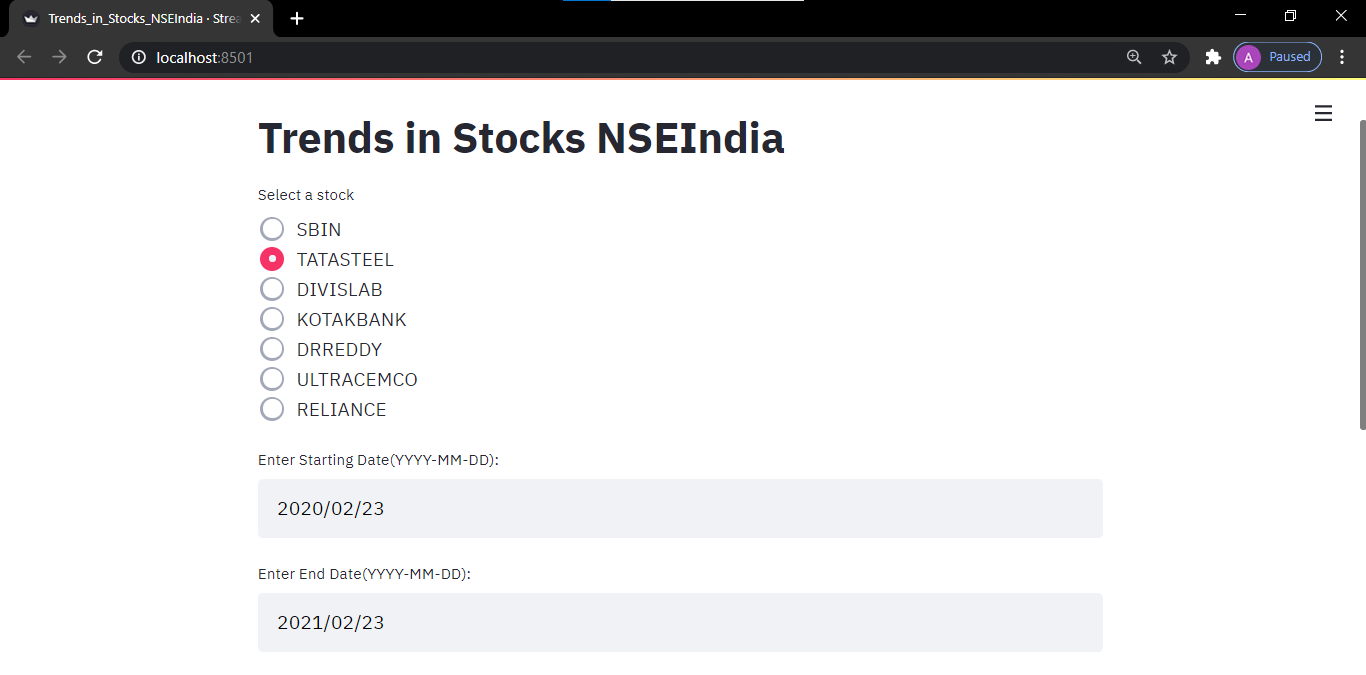 Trends_in_Stocks_NSEIndia · Strea
localhost:8501
A Paused
Trends in Stocks NSEIndia
Select a stock
SBIN
TATASTEEL
DIVISLAB
KOTAKBANK
DRREDDY
ULTRACEMCO
RELIANCE
Enter Starting Date(YYYY-MM-DD):
2020/02/23
Enter End Date(YYYY-MM-DD):
2021/02/23